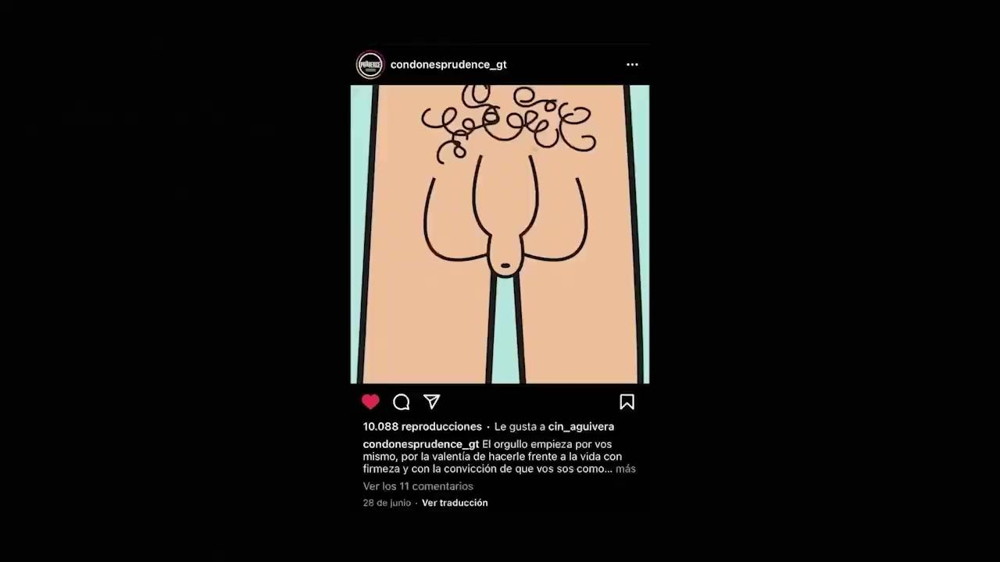 PRUDENCE
condonesprudence_gt
10.088 reproducciones · Le gusta a cin_aguivera
condonesprudence_gt El orgullo empieza por vos
mismo, por la valentía de hacerle frente a la vida con
firmeza y con la convicción de que vos sos como... más
Ver los 11 comentarios
28 de junio · Ver traducción